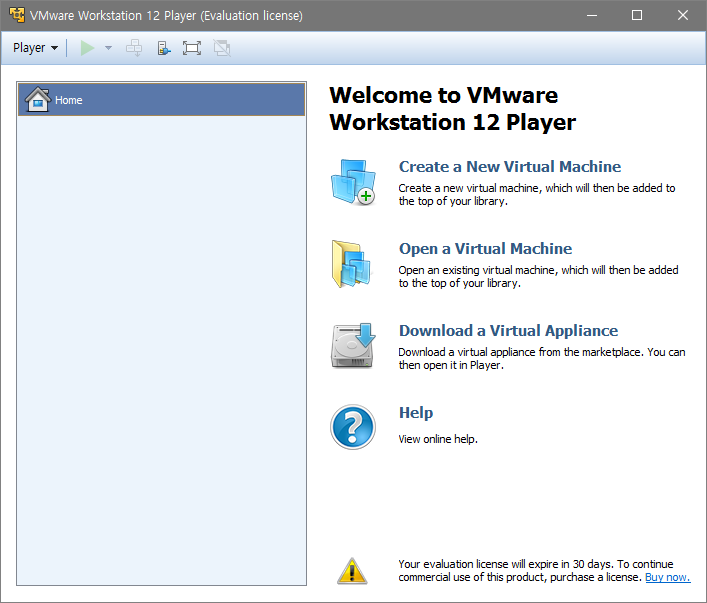 VMware Workstation 12 Player (Evaluation license)
Player
Home
Welcome to VMware
Workstation 12 Player
Create a New Virtual Machine
Create a new virtual machine, which will then be added to
the top of your library.
Open a Virtual Machine
Open an existing virtual machine, which will then be added
to the top of your library.
Download a Virtual Appliance
Download a virtual appliance from the marketplace. You can
then open it in Player.
Help
View online help.
Your evaluation license will expire in 30 days. To continue
commercial use of this product, purchase a license. Buy now.